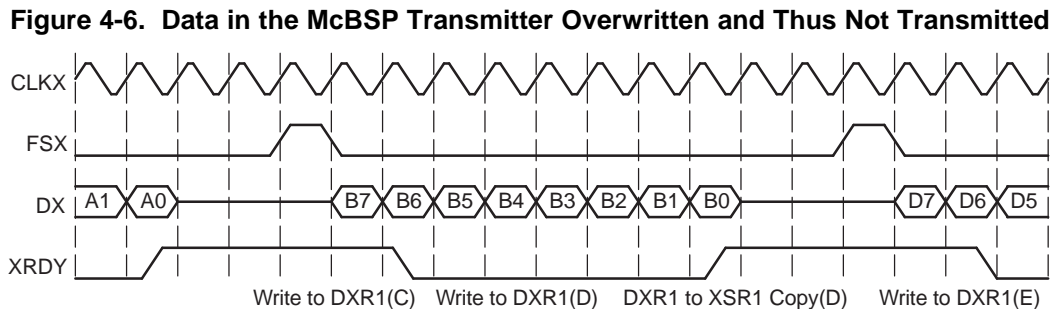 Figure 4-6. Data in the McBSP Transmitter Overwritten and Thus Not Transmitted
CLKX
FSX
DX A1 A0 B7 B6 B5 B4 B3 B2 B1 B0 D7 D6 D5
XRDY
Write to DXR1(C) Write to DXR1(D) DXR1 to XSR1 Copy(D) Write to DXR1(E)